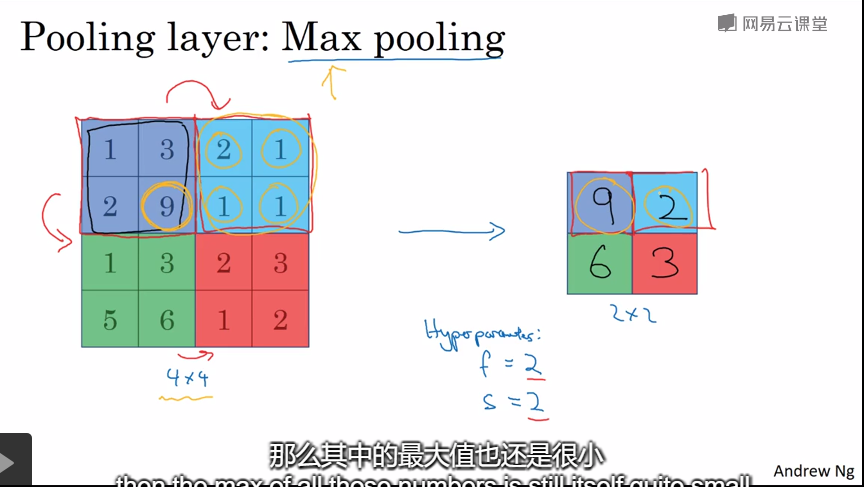 Pooling layer: Max pooling
网易云课堂
1 3 2 1
2 9 1 1
1 3 2 3
5 6 1 2
4×4
9 2
6 3
2×2
Hyperparameters:
f = 2
s = 2
那么其中的最大值也还是很小
then the max of all those numbers is still itself quite small
Andrew Ng